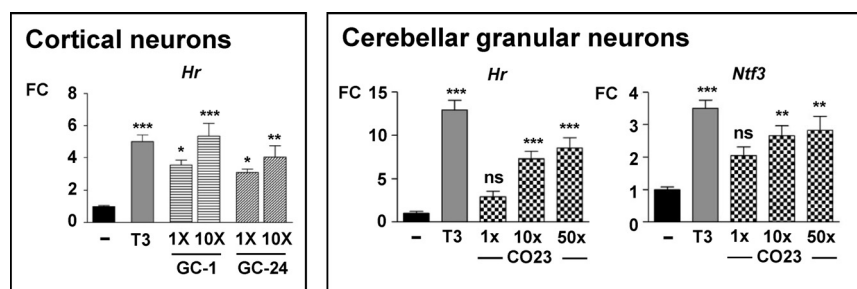 Cortical neurons
Hr
FC
8
6
4
2
0
*** * *** * **
– T3 1X 10X 1X 10X
GC-1 GC-24
Cerebellar granular neurons
Hr
FC
15
10
5
0
*** ns *** ***
– T3 1x 10x 50x
CO23
Ntf3
FC
4
3
2
1
0
*** ns ** **
– T3 1x 10x 50x
CO23